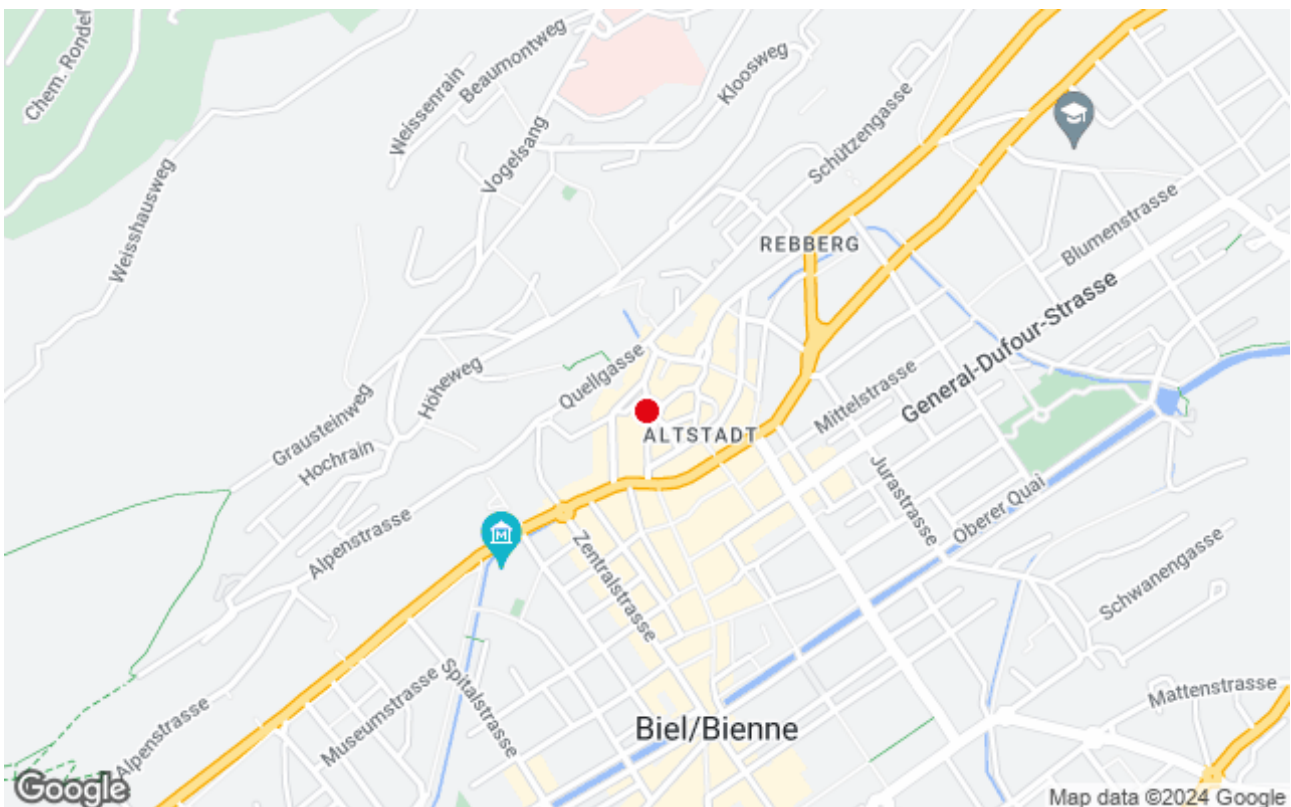 Chem. Rondel
Beaumontweg
Weissenrain
Kloosweg
Vogelsang
Schützengasse
Weisshausweg
Blumenstrasse
REBBERG
General-Dufour-Strasse
Quellgasse
Höheweg
Mittelstrasse
Grausteinweg
ALTSTADT
Hochrain
Jurastrasse
Oberer Quai
Alpenstrasse
Zentralstrasse
Schwanengasse
M
Spitalstrasse
Museumstrasse
Mattenstrasse
Alpenstrasse
Biel/Bienne
Google
Map data ©2024 Google